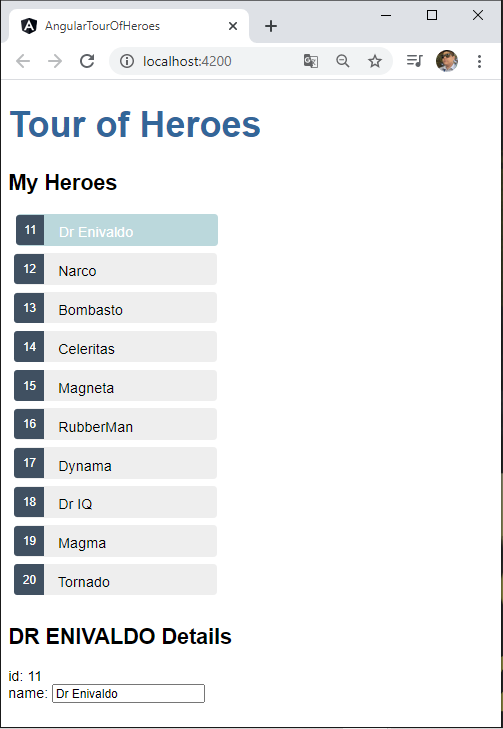 AngularTourOfHeroes
localhost:4200
Tour of Heroes
My Heroes
11 Dr Enivaldo
12 Narco
13 Bombasto
14 Celeritas
15 Magneta
16 RubberMan
17 Dynama
18 Dr IQ
19 Magma
20 Tornado
DR ENIVALDO Details
id: 11
name: Dr Enivaldo